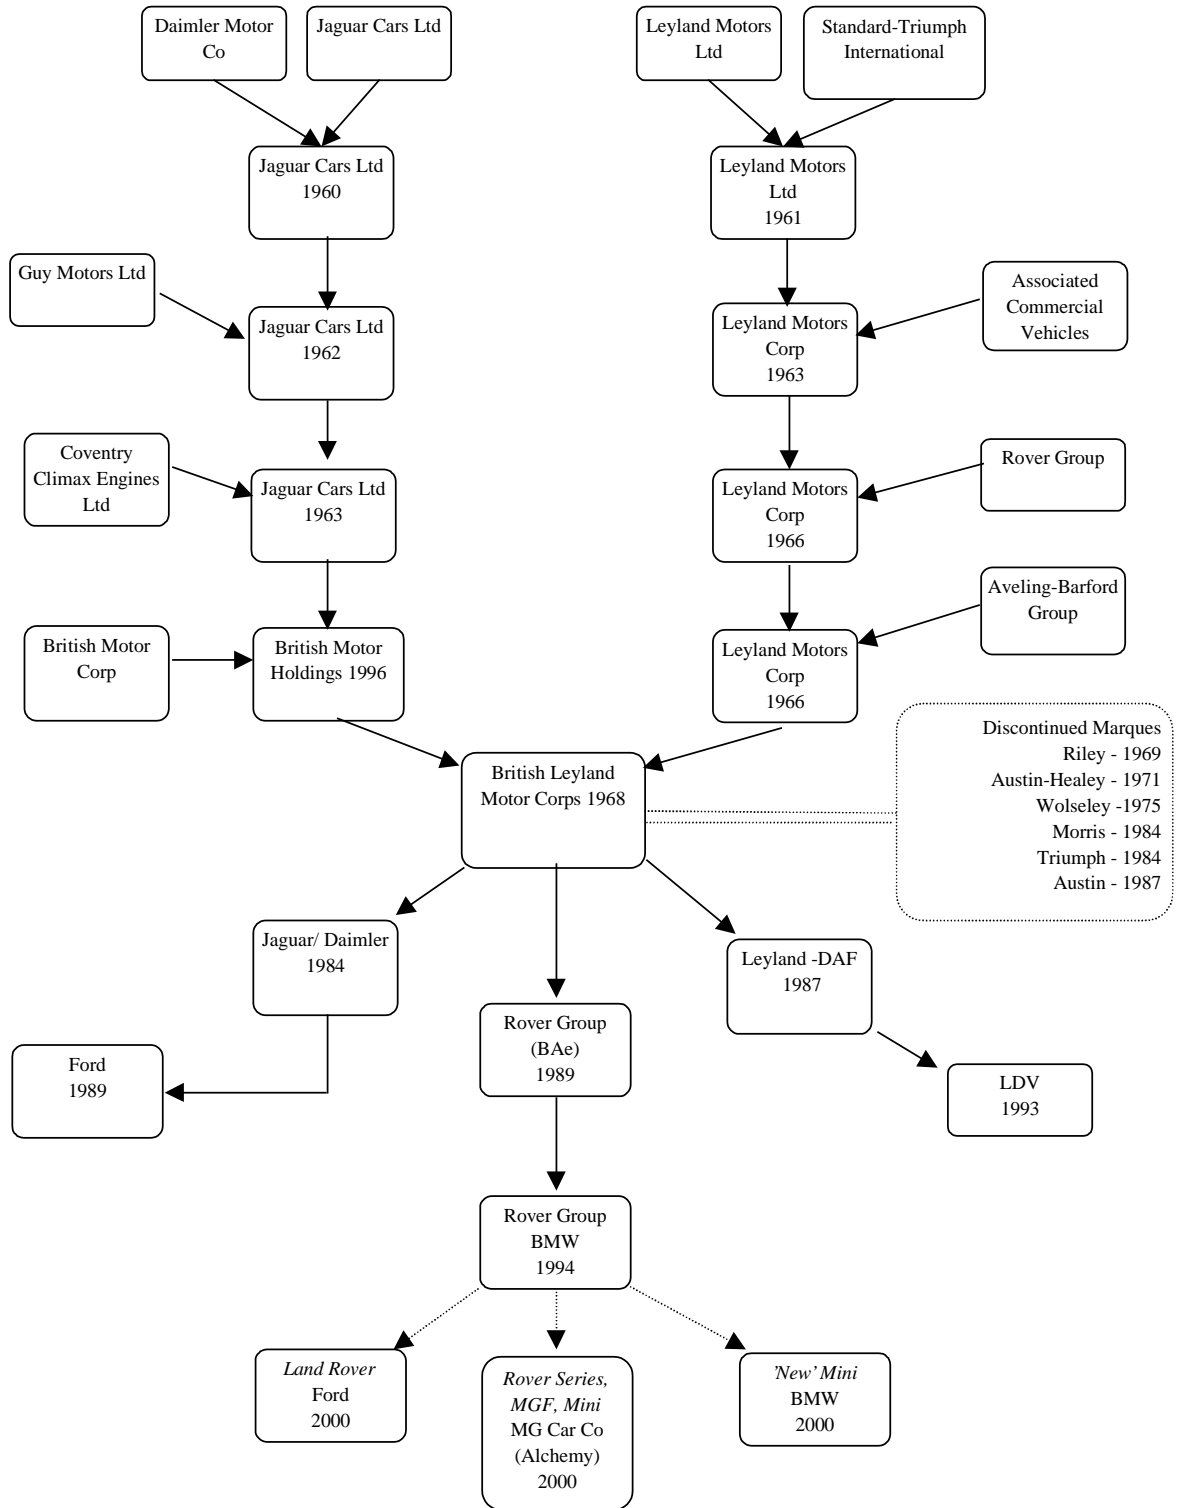 Daimler Motor
Co
Jaguar Cars Ltd
Leyland Motors
Ltd
Standard-Triumph
International
Jaguar Cars Ltd
1960
Leyland Motors
Ltd
1961
Guy Motors Ltd
Jaguar Cars Ltd
1962
Leyland Motors
Corp
1963
Associated
Commercial
Vehicles
Coventry
Climax Engines
Ltd
Jaguar Cars Ltd
1963
Leyland Motors
Corp
1966
Rover Group
British Motor
Corp
British Motor
Holdings 1996
Leyland Motors
Corp
1966
Aveling-Barford
Group
British Leyland
Motor Corps 1968
Discontinued Marques
Riley - 1969
Austin-Healey - 1971
Wolseley -1975
Morris - 1984
Triumph - 1984
Austin - 1987
Jaguar/ Daimler
1984
Leyland -DAF
1987
Rover Group
(BAe)
1989
Ford
1989
LDV
1993
Rover Group
BMW
1994
Land Rover
Ford
2000
Rover Series,
MGF, Mini
MG Car Co
(Alchemy)
2000
'New' Mini
BMW
2000